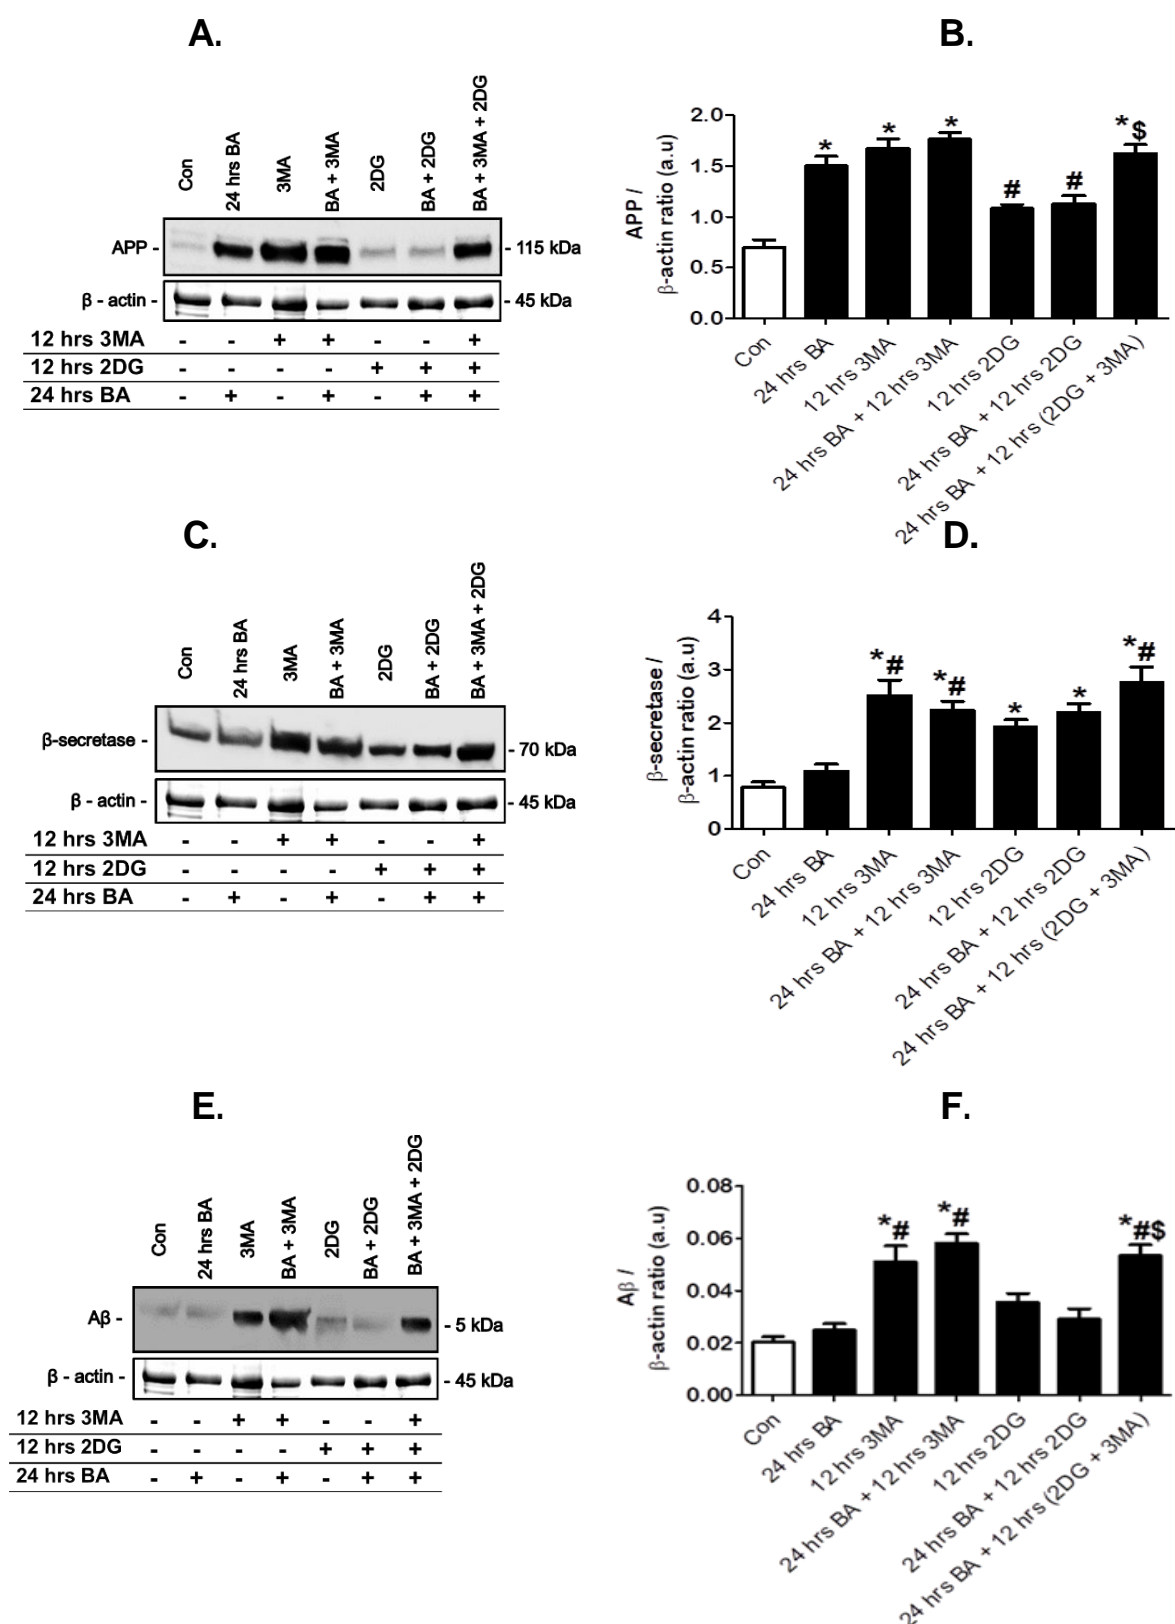 A.
Con
24 hrs BA
3MA
BA + 3MA
2DG
BA + 2DG
BA + 3MA + 2DG
APP -
- 115 kDa
β - actin -
- 45 kDa
12 hrs 3MA - - + + - - +
12 hrs 2DG - - - - + + +
24 hrs BA - + - + - + +
B.
APP /
β-actin ratio (a.u)
2.0
1.5
1.0
0.5
0.0
*
*
*
#
#
*$
Con
24 hrs BA
12 hrs 3MA
24 hrs BA + 12 hrs 3MA
12 hrs 2DG
24 hrs BA + 12 hrs 2DG
24 hrs BA + 12 hrs (2DG + 3MA)
C.
Con
24 hrs BA
3MA
BA + 3MA
2DG
BA + 2DG
BA + 3MA + 2DG
β-secretase -
- 70 kDa
β - actin -
- 45 kDa
12 hrs 3MA - - + + - - +
12 hrs 2DG - - - - + + +
24 hrs BA - + - + - + +
D.
β-secretase /
β-actin ratio (a.u)
4
3
2
1
0
*#
*#
*
*
*#
Con
24 hrs BA
12 hrs 3MA
24 hrs BA + 12 hrs 3MA
12 hrs 2DG
24 hrs BA + 12 hrs 2DG
24 hrs BA + 12 hrs (2DG + 3MA)
E.
Con
24 hrs BA
3MA
BA + 3MA
2DG
BA + 2DG
BA + 3MA + 2DG
Aβ -
- 5 kDa
β - actin -
- 45 kDa
12 hrs 3MA - - + + - - +
12 hrs 2DG - - - - + + +
24 hrs BA - + - + - + +
F.
Aβ /
β-actin ratio (a.u)
0.08
0.06
0.04
0.02
0.00
*#
*#
*#$
Con
24 hrs BA
12 hrs 3MA
24 hrs BA + 12 hrs 3MA
12 hrs 2DG
24 hrs BA + 12 hrs 2DG
24 hrs BA + 12 hrs (2DG + 3MA)